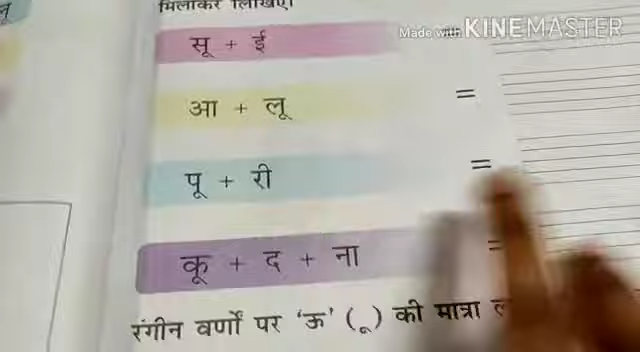 मिलाकर लिखिए।
Made with KINEMASTER
सू + ई
आ + लू =
पू + री =
कू + द + ना =
रंगीन वर्णों पर 'ऊ' (ू) की मात्रा